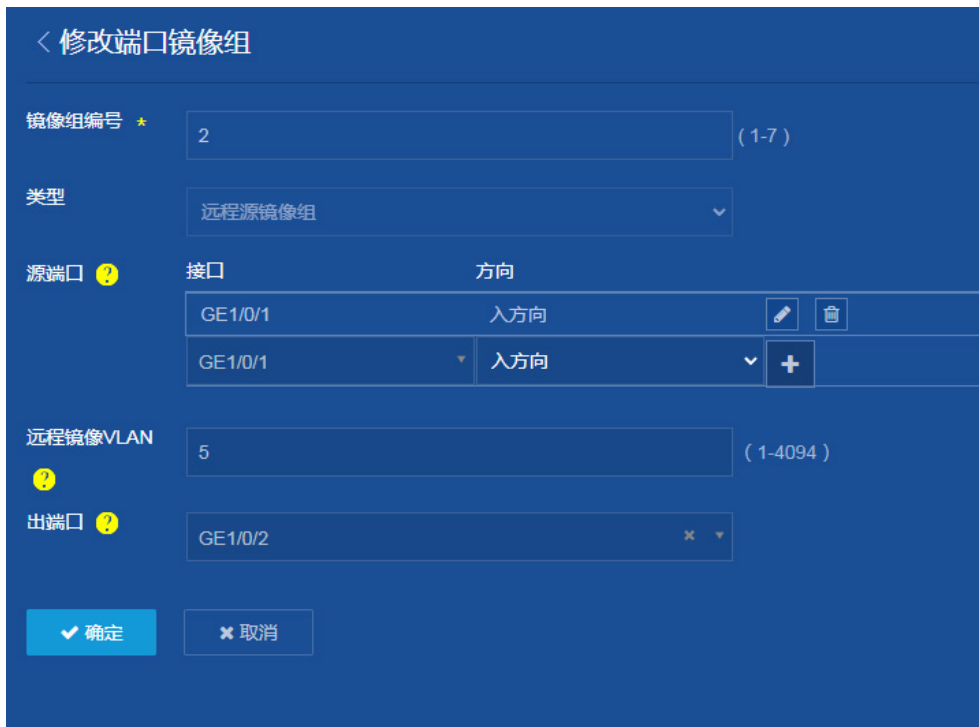 修改端口镜像组
镜像组编号 *
2
( 1-7 )
类型
远程源镜像组
源端口 ?
接口 方向
GE1/0/1 入方向
GE1/0/1 入方向
远程镜像VLAN
?
5
( 1-4094 )
出端口 ?
GE1/0/2
确定 取消